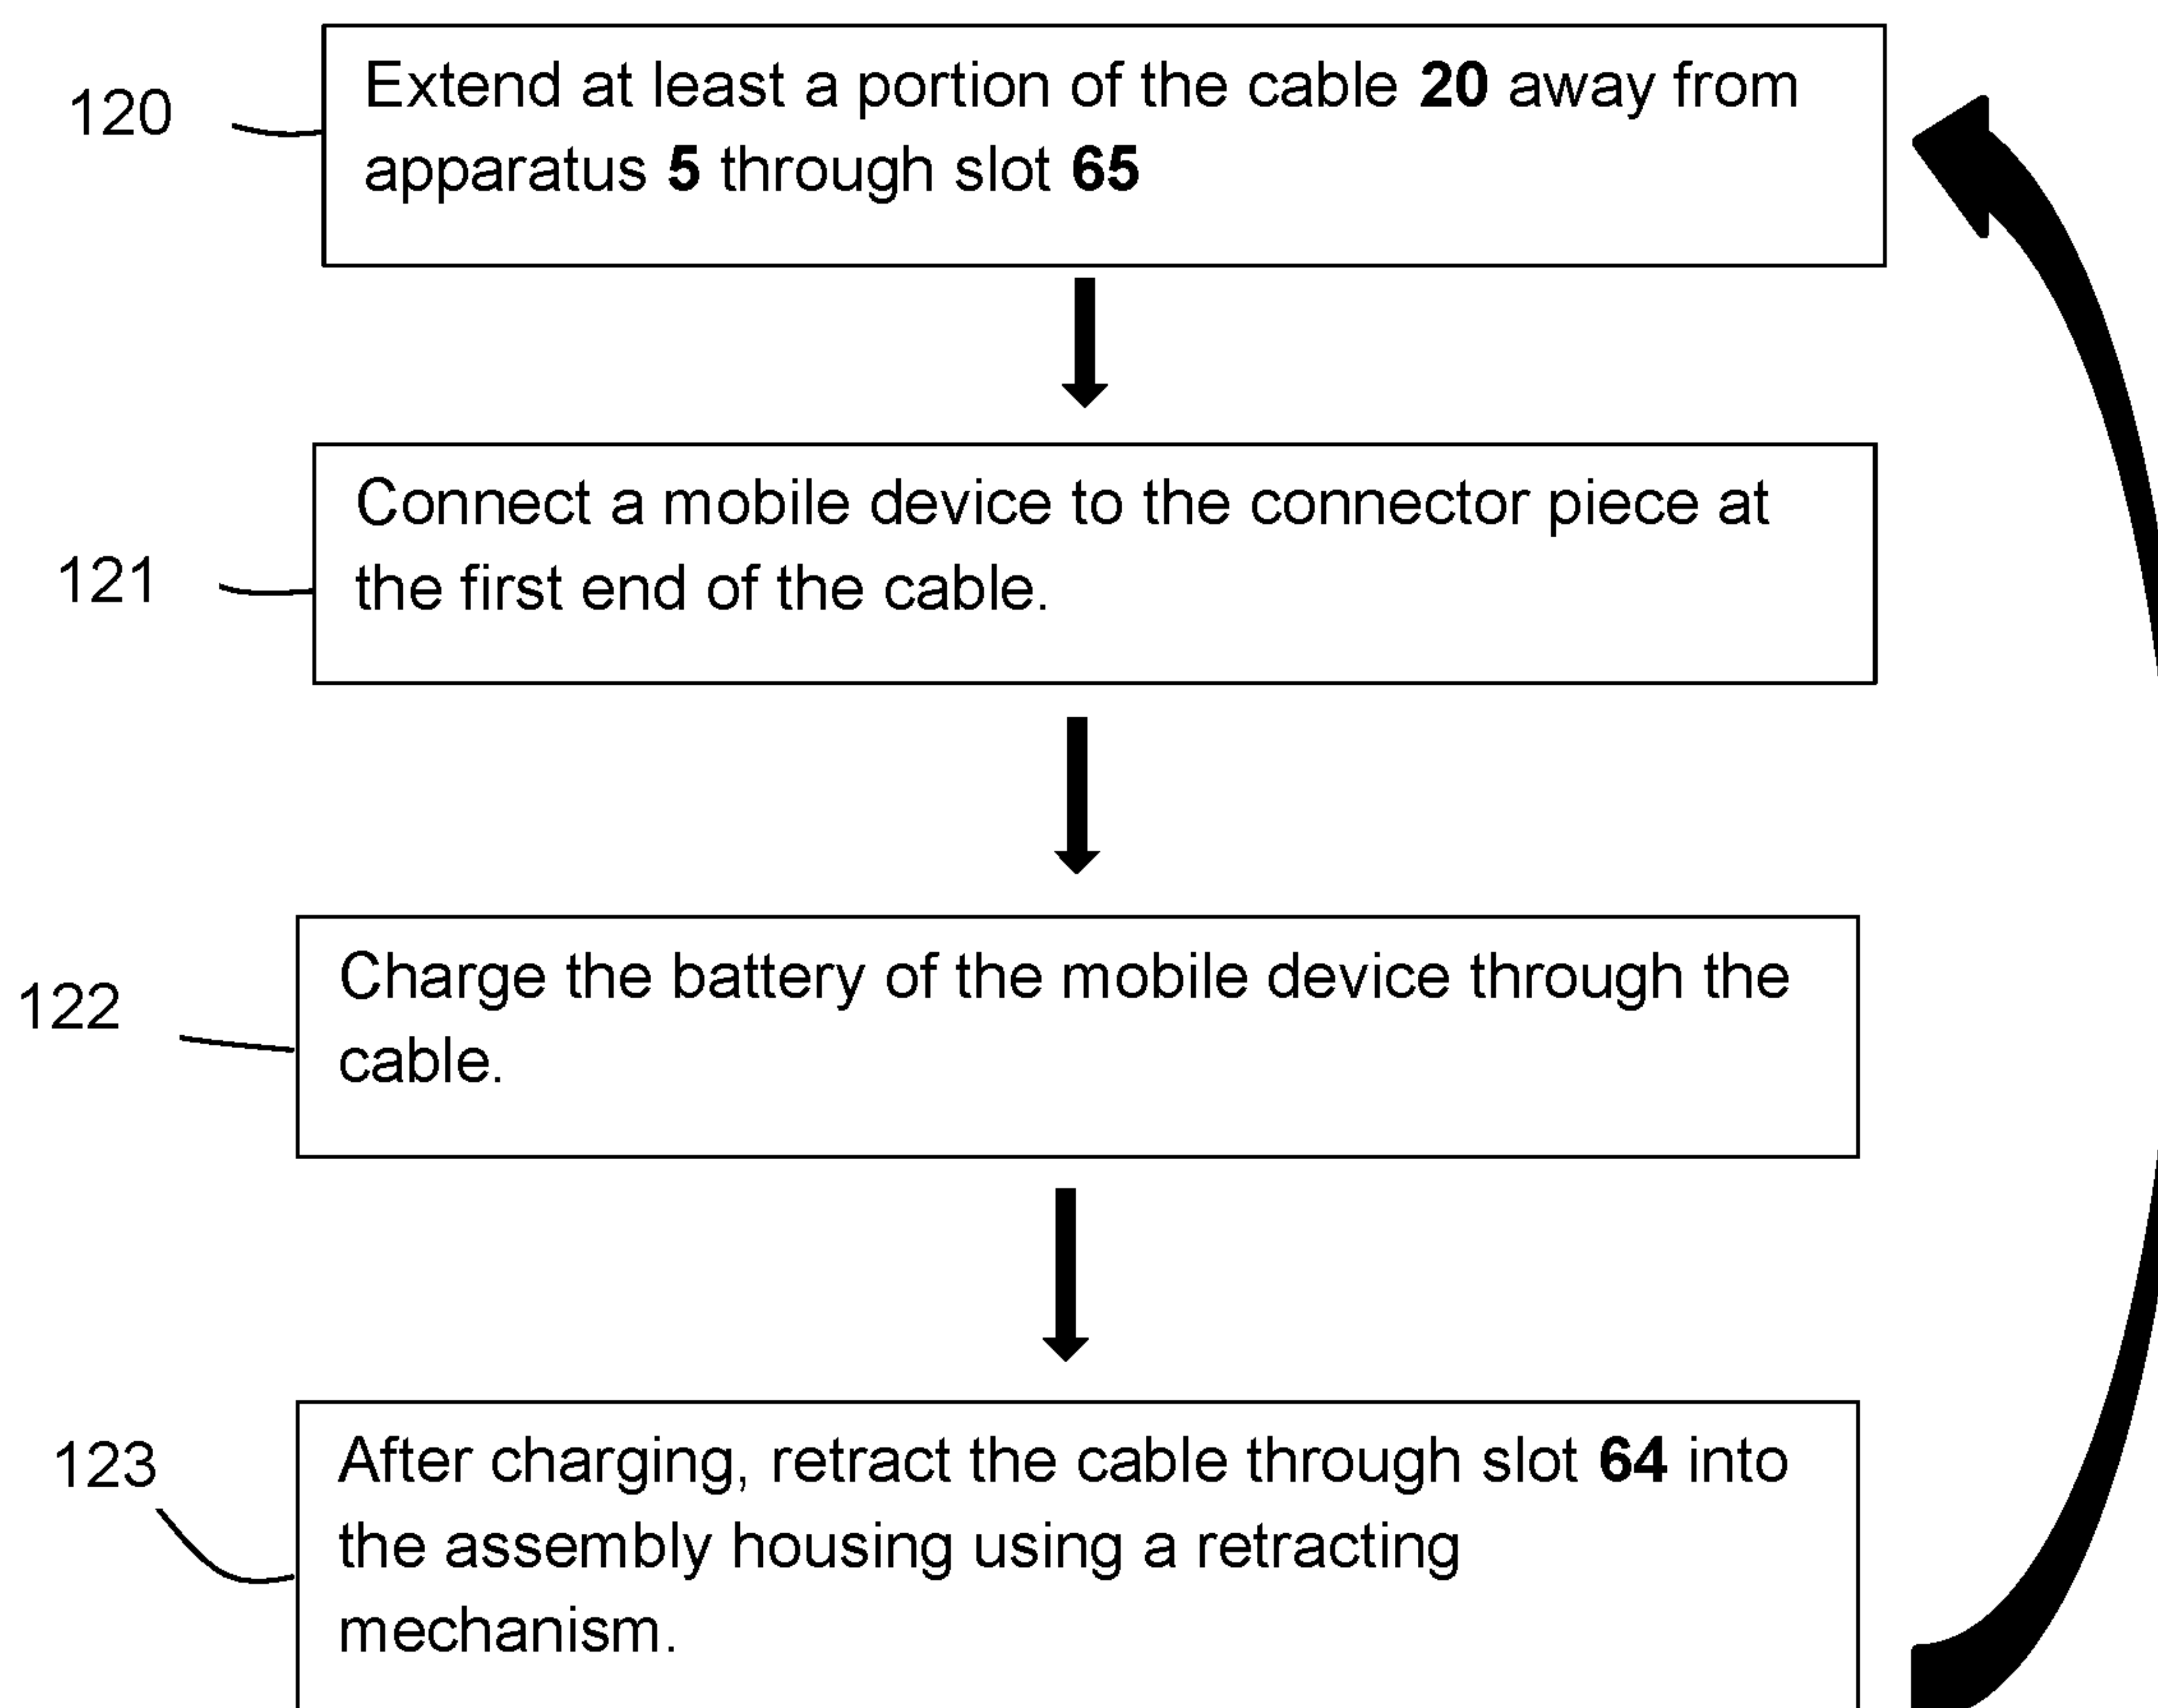 120
Extend at least a portion of the cable 20 away from
apparatus 5 through slot 65
121
Connect a mobile device to the connector piece at
the first end of the cable.
122
Charge the battery of the mobile device through the
cable.
123
After charging, retract the cable through slot 64 into
the assembly housing using a retracting
mechanism.